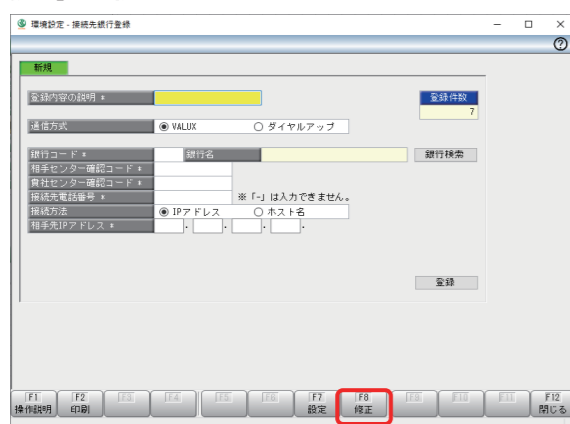 環境設定 - 接続先銀行登録
新規
登録内容の説明 *
登録件数
7
通信方式
VALUX
ダイヤルアップ
銀行コード *
銀行名
銀行検索
相手センター確認コード *
貴社センター確認コード *
接続先電話番号 *
※「-」は入力できません。
接続方法
IPアドレス
ホスト名
相手先IPアドレス *
. . .
登録
F1 F2 F3 F4 F5 F6 F7 F8 F9 F10 F11 F12
操作説明 印刷 設定 修正 閉じる